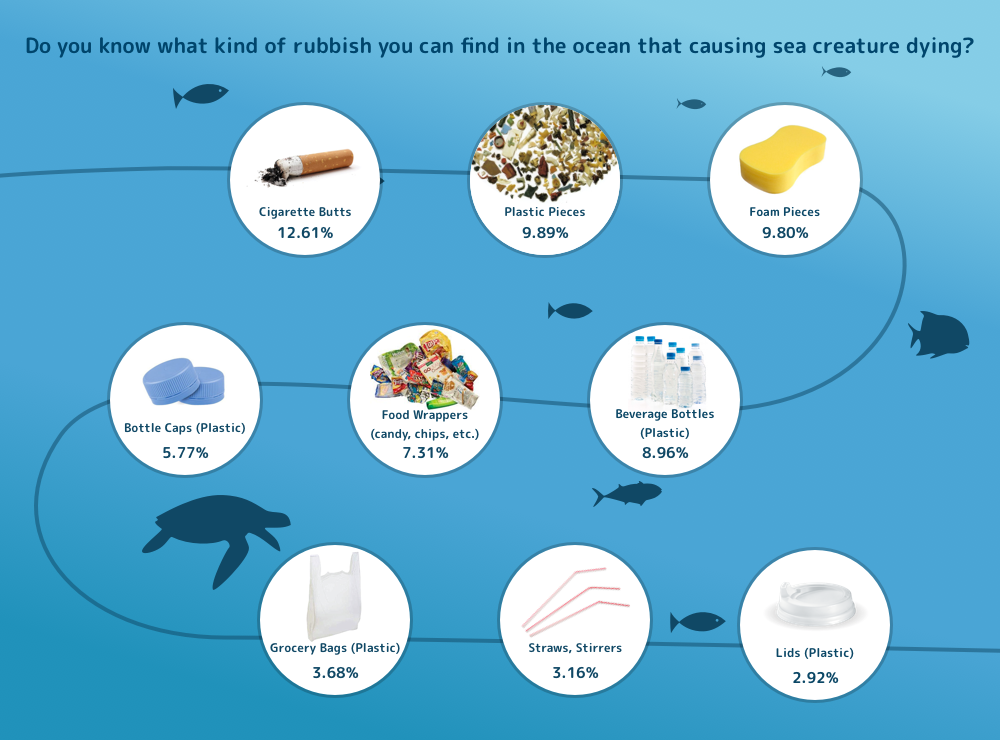 Do you know what kind of rubbish you can find in the ocean that causing sea creature dying?
Cigarette Butts
12.61%
Plastic Pieces
9.89%
Foam Pieces
9.80%
Bottle Caps (Plastic)
5.77%
Food Wrappers
(candy, chips, etc.)
7.31%
Beverage Bottles
(Plastic)
8.96%
Grocery Bags (Plastic)
3.68%
Straws, Stirrers
3.16%
Lids (Plastic)
2.92%